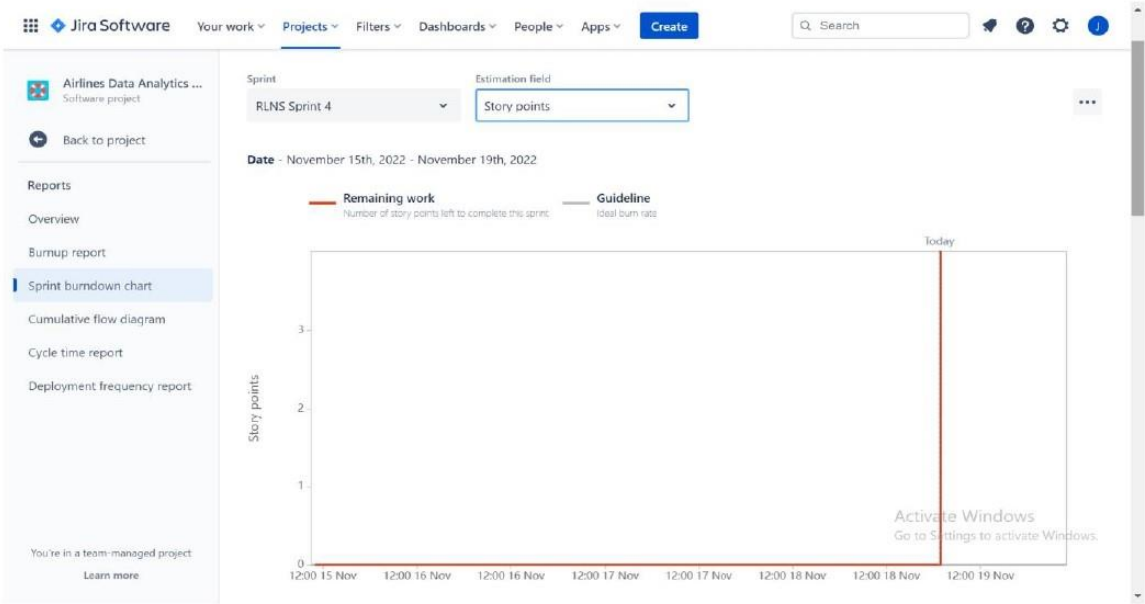 Jira Software Your work Projects Filters Dashboards People Apps Create Search J
Airlines Data Analytics ...
Software project
Back to project
Reports
Overview
Burnup report
Sprint burndown chart
Cumulative flow diagram
Cycle time report
Deployment frequency report
You're in a team-managed project
Learn more
Sprint
RLNS Sprint 4
Estimation field
Story points
Date - November 15th, 2022 - November 19th, 2022
Remaining work
Number of story points left to complete this sprint
Guideline
Ideal burn rate
Today
Story points
3
2
1
0
12:00 15 Nov 12:00 16 Nov 12:00 16 Nov 12:00 17 Nov 12:00 17 Nov 12:00 18 Nov 12:00 18 Nov 12:00 19 Nov
Activate Windows
Go to Settings to activate Windows.